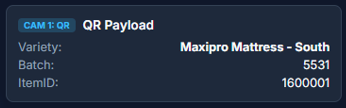 CAM 1: QR QR Payload
Variety: Maxipro Mattress - South
Batch: 5531
ItemID: 1600001